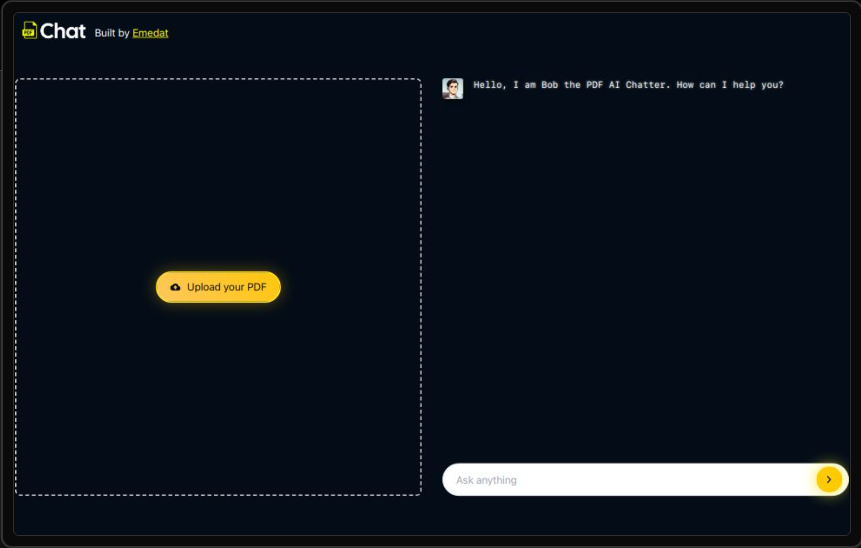 PDF Chat Built by Emedat
Hello, I am Bob the PDF AI Chatter. How can I help you?
Upload your PDF
Ask anything